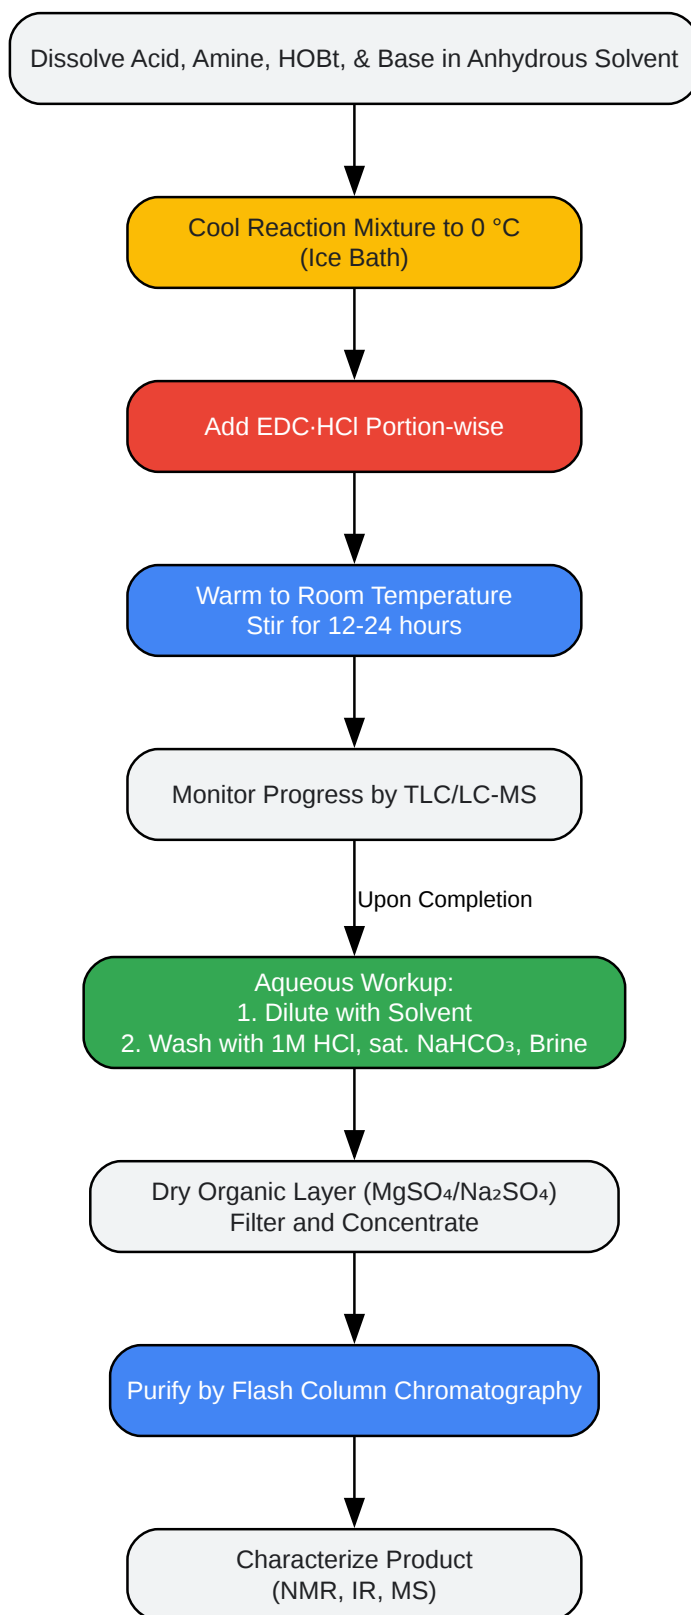 Dissolve Acid, Amine, HOBt, & Base in Anhydrous Solvent
Cool Reaction Mixture to 0 °C
(Ice Bath)
Add EDC·HCl Portion-wise
Warm to Room Temperature
Stir for 12-24 hours
Monitor Progress by TLC/LC-MS
Upon Completion
Aqueous Workup:
1. Dilute with Solvent
2. Wash with 1M HCl, sat. NaHCO₃, Brine
Dry Organic Layer (MgSO₄/Na₂SO₄)
Filter and Concentrate
Purify by Flash Column Chromatography
Characterize Product
(NMR, IR, MS)